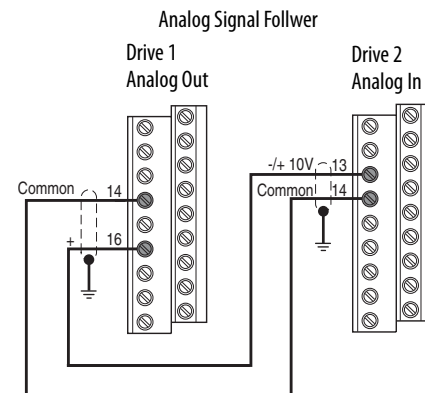 Analog Signal Follwer
Drive 1
Analog Out
Drive 2
Analog In
-/+ 10V 13
Common 14
Common 14
+ 16